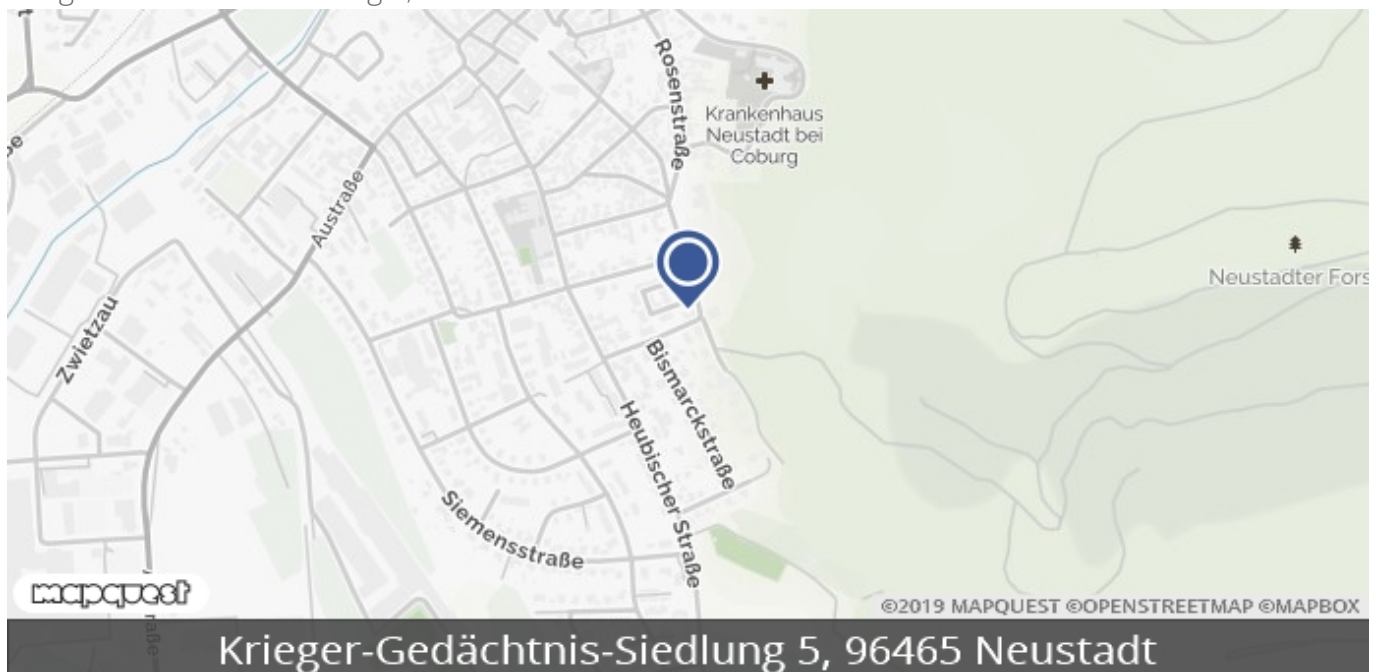 Rosenstraße
Krankenhaus
Neustadt bei
Coburg
Austraße
Neustadter Fors
Zwietzau
Bismarckstraße
Heubischer Straße
Siemensstraße
mapquest
raße
©2019 MAPQUEST ©OPENSTREETMAP ©MAPBOX
Krieger-Gedächtnis-Siedlung 5, 96465 Neustadt